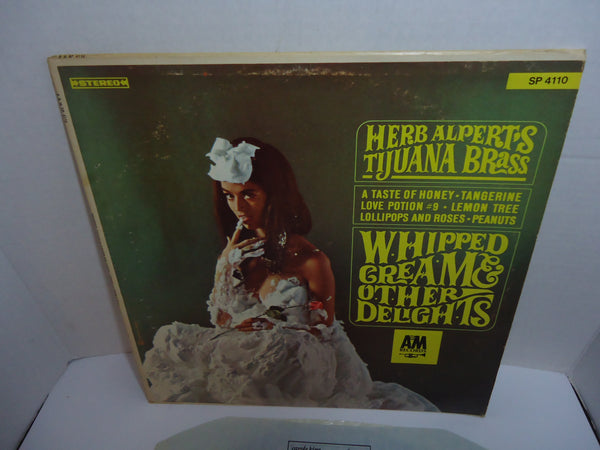 STEREO
SP 4110
HERB ALPERT'S
TIJUANA BRASS
A TASTE OF HONEY • TANGERINE
LOVE POTION #9 • LEMON TREE
LOLLIPOPS AND ROSES • PEANUTS
WHIPPED
CREAM &
OTHER
DELIGHTS
A&M
RECORDS